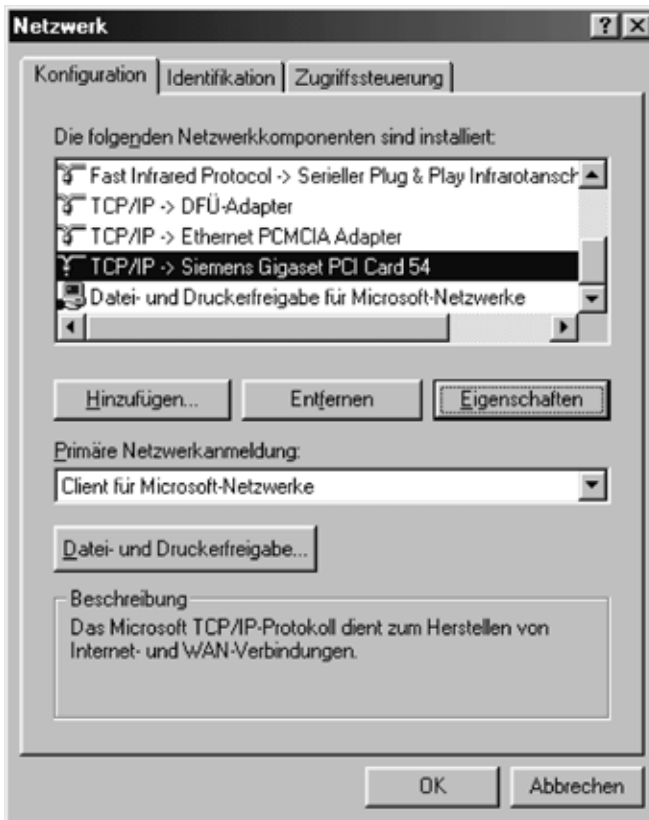 Netzwerk
Konfiguration Identifikation Zugriffssteuerung
Die folgenden Netzwerkkomponenten sind installiert:
Fast Infrared Protocol -> Serieller Plug & Play Infrarotansch
TCP/IP -> DFÜ-Adapter
TCP/IP -> Ethernet PCMCIA Adapter
TCP/IP -> Siemens Gigaset PCI Card 54
Datei- und Druckerfreigabe für Microsoft-Netzwerke
Hinzufügen... Entfernen Eigenschaften
Primäre Netzwerkanmeldung:
Client für Microsoft-Netzwerke
Datei- und Druckerfreigabe...
Beschreibung
Das Microsoft TCP/IP-Protokoll dient zum Herstellen von
Internet- und WAN-Verbindungen.
OK Abbrechen